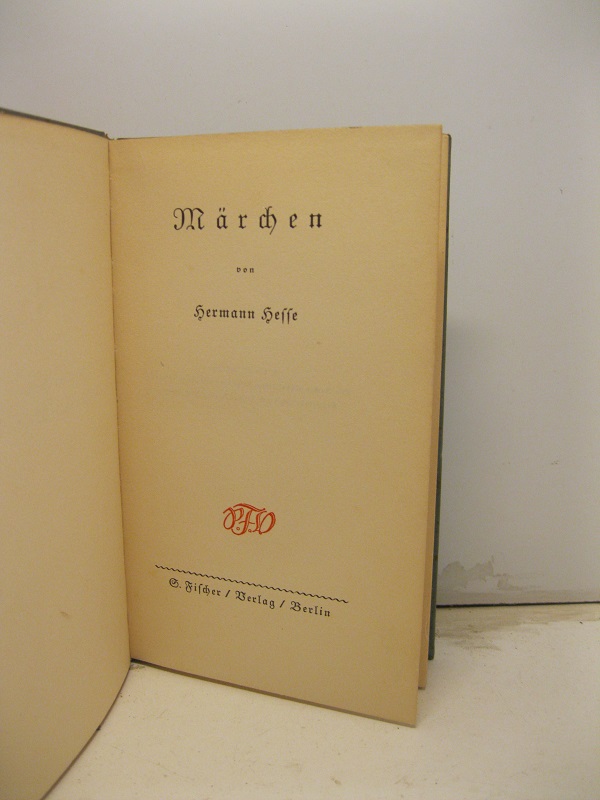 Märchen
von
Hermann Hesse
S. Fischer / Verlag / Berlin